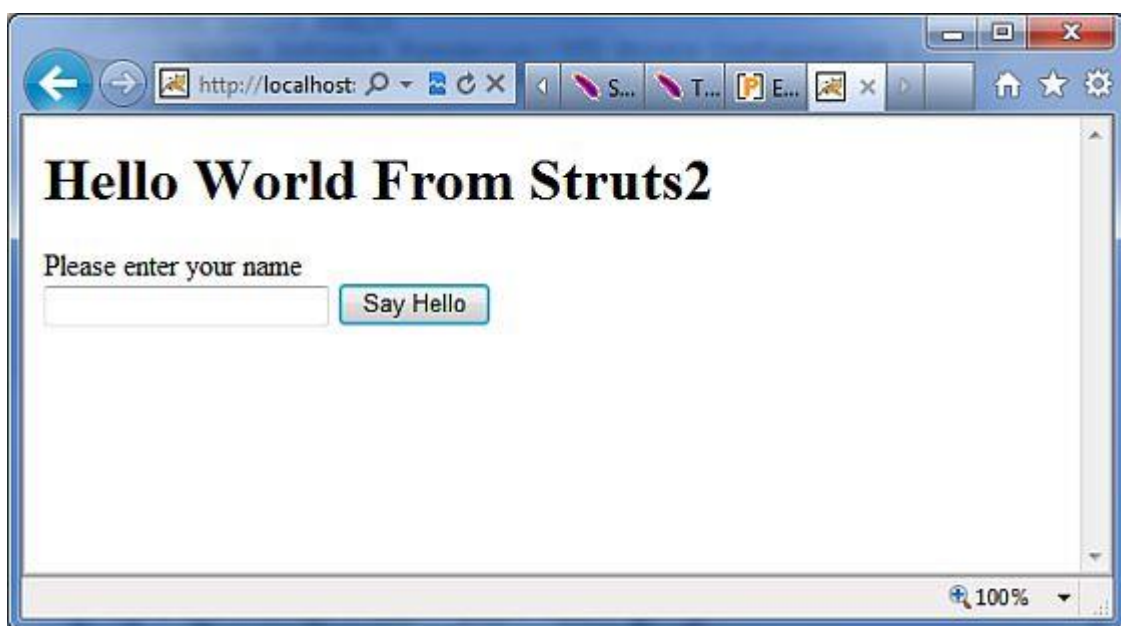 http://localhost:
S...
T...
E...
Hello World From Struts2
Please enter your name
Say Hello
100%